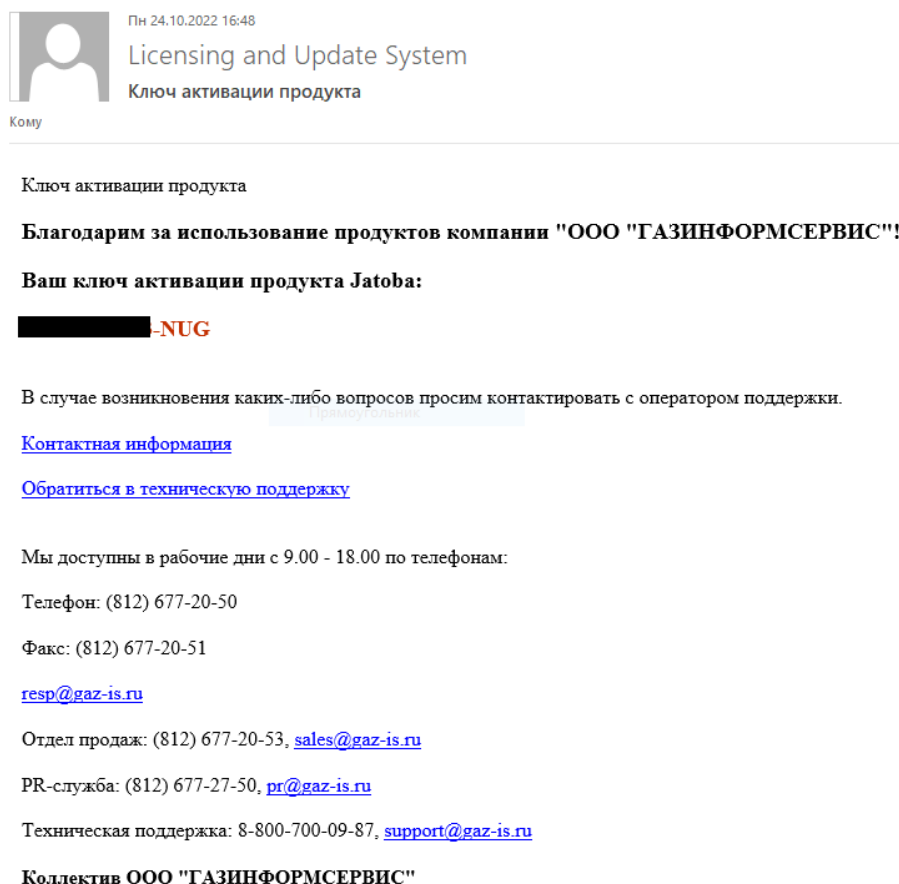 Пн 24.10.2022 16:48
Licensing and Update System
Ключ активации продукта
Кому
Ключ активации продукта
Благодарим за использование продуктов компании "ООО "ГАЗИНФОРМСЕРВИС"!
Ваш ключ активации продукта Jatoba:
-NUG
В случае возникновения каких-либо вопросов просим контактировать с оператором поддержки.
Прямоугольник
Контактная информация
Обратиться в техническую поддержку
Мы доступны в рабочие дни с 9.00 - 18.00 по телефонам:
Телефон: (812) 677-20-50
Факс: (812) 677-20-51
resp@gaz-is.ru
Отдел продаж: (812) 677-20-53, sales@gaz-is.ru
PR-служба: (812) 677-27-50, pr@gaz-is.ru
Техническая поддержка: 8-800-700-09-87, support@gaz-is.ru
Коллектив ООО "ГАЗИНФОРМСЕРВИС"